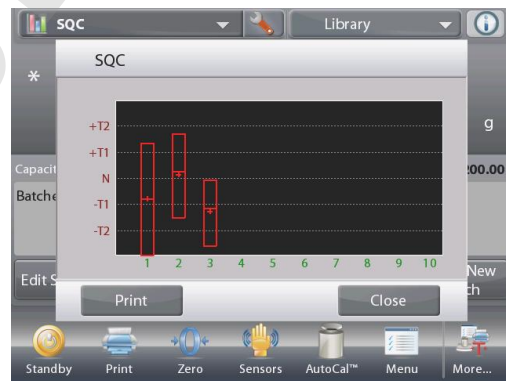 SQC
Library
SQC
*
g
+T2
+T1
N
-T1
-T2
Capacit
200.00
Batche
1 2 3 4 5 6 7 8 9 10
Edit S
New
ch
Print
Close
Standby
Print
Zero
Sensors
AutoCal™
Menu
More...